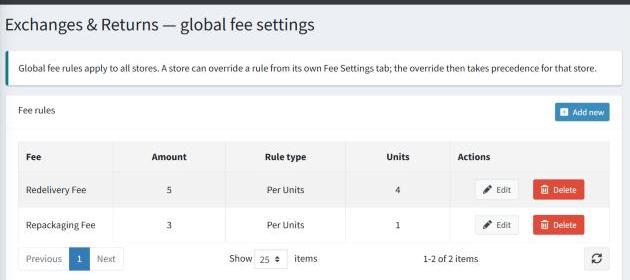 Exchanges & Returns — global fee settings
Global fee rules apply to all stores. A store can override a rule from its own Fee Settings tab; the override then takes precedence for that store.
Fee rules
Add new
Fee Amount Rule type Units Actions
Redelivery Fee 5 Per Units 4 Edit Delete
Repackaging Fee 3 Per Units 1 Edit Delete
Previous 1 Next Show 25 items 1-2 of 2 items